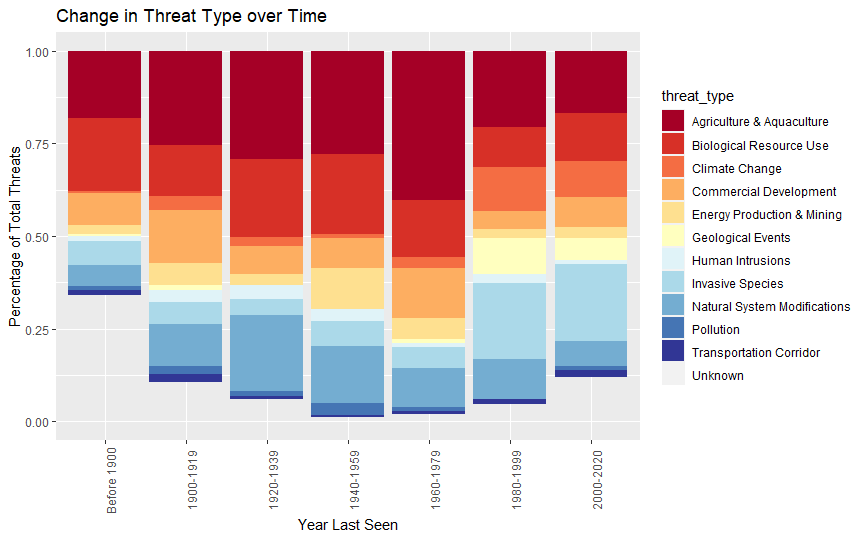 Change in Threat Type over Time
Percentage of Total Threats
1.00
0.75
0.50
0.25
0.00
Before 1900
1900-1919
1920-1939
1940-1959
1960-1979
1980-1999
2000-2020
Year Last Seen
threat_type
Agriculture & Aquaculture
Biological Resource Use
Climate Change
Commercial Development
Energy Production & Mining
Geological Events
Human Intrusions
Invasive Species
Natural System Modifications
Pollution
Transportation Corridor
Unknown